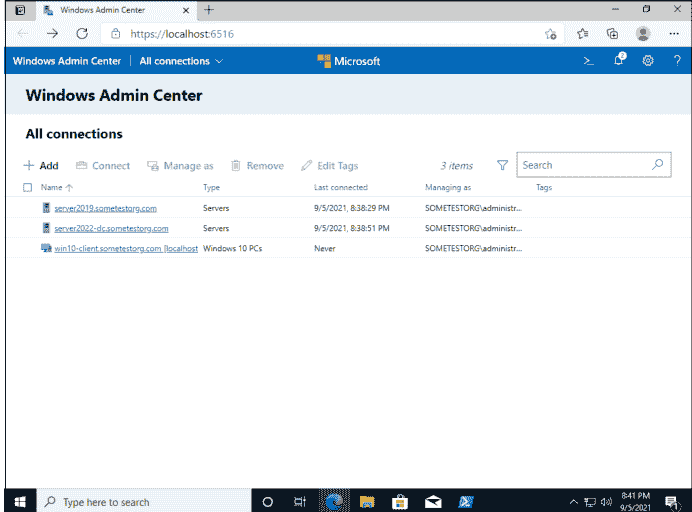 Windows Admin Center
https://localhost:6516
Windows Admin Center All connections Microsoft 2 ?
Windows Admin Center
All connections
Add Connect Manage as Remove Edit Tags 3 items Search
Name Type Last connected Managing as Tags
server2019.sometestorg.com Servers 9/5/2021, 8:38:29 PM SOMETESTORG\administr...
server2022-dc.sometestorg.com Servers 9/5/2021, 8:38:51 PM SOMETESTORG\administr...
win10-client.sometestorg.com [localhost Windows 10 PCs Never SOMETESTORG\administr...
Type here to search 8:41 PM
9/5/2021